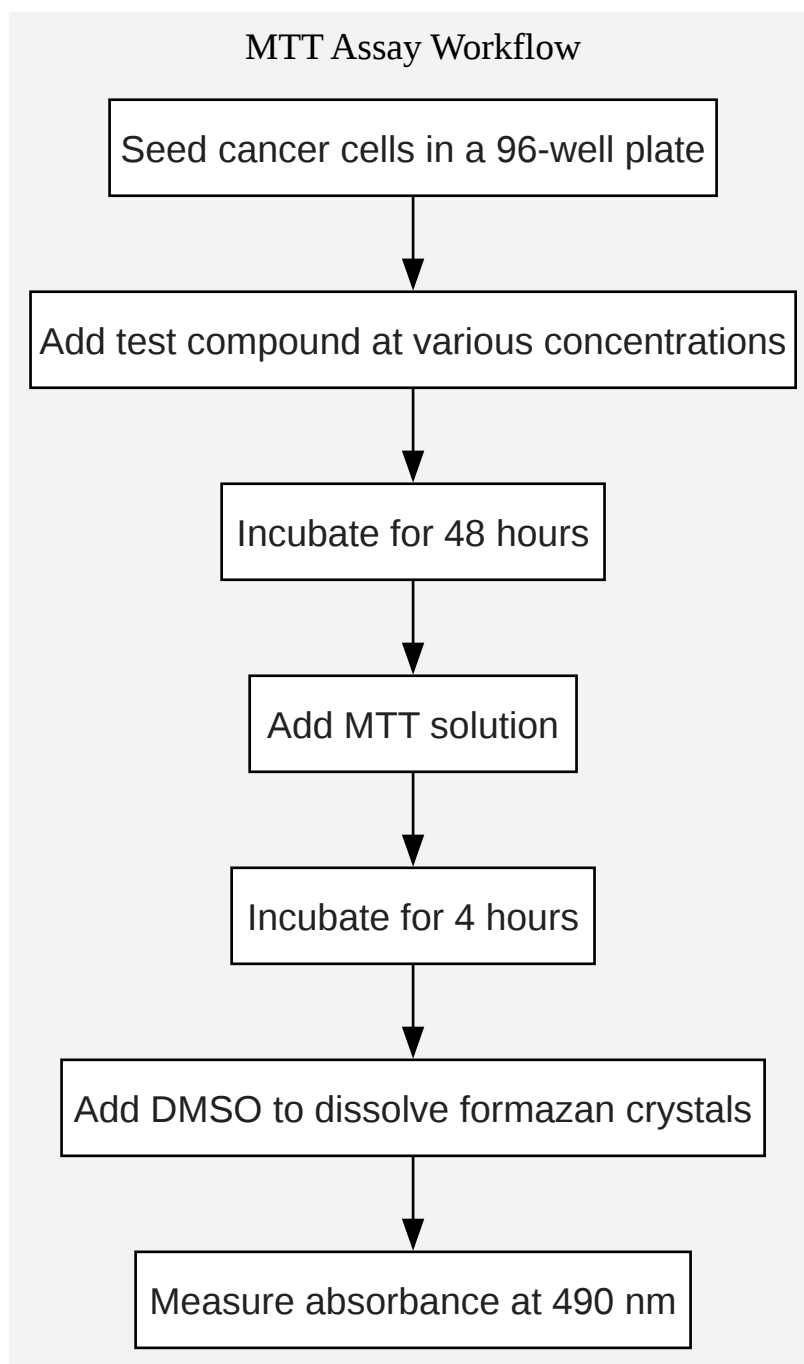 MTT Assay Workflow
Seed cancer cells in a 96-well plate
Add test compound at various concentrations
Incubate for 48 hours
Add MTT solution
Incubate for 4 hours
Add DMSO to dissolve formazan crystals
Measure absorbance at 490 nm